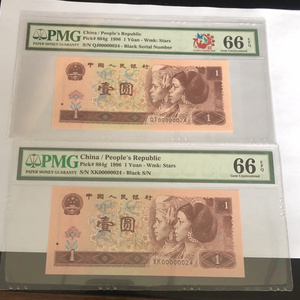 PMG
PAPER MONEY GUARANTY
China / People's Republic
Pick# 884g 1996 1 Yüan - Wmk: Stars
S/N QJ00000024 - Black Serial Number
66 EPQ
Gem Uncirculated
中国人民银行
壹圆
1
QJ00000024
PMG
PAPER MONEY GUARANTY
China / People's Republic
Pick# 884g 1996 1 Yüan - Wmk: Stars
S/N XK00000024 - Black S/N
66 EPQ
Gem Uncirculated
中国人民银行
壹圆
1
XK00000024